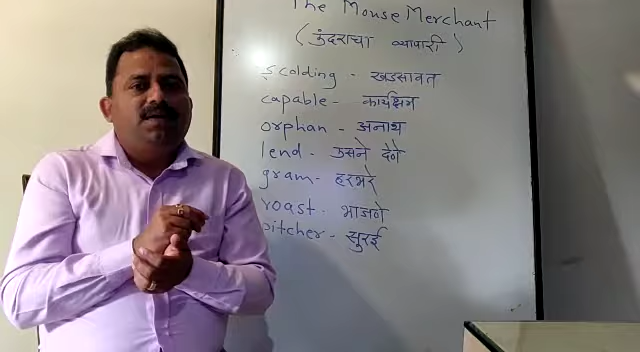 The Mouse Merchant
(कुंदराचा व्यापारी)
scolding - खडसावत
capable - कार्यक्षम
orphan - अनाथ
lend - उसने देणे
gram - हरभरे
roast - भाजणे
pitcher - सुरई